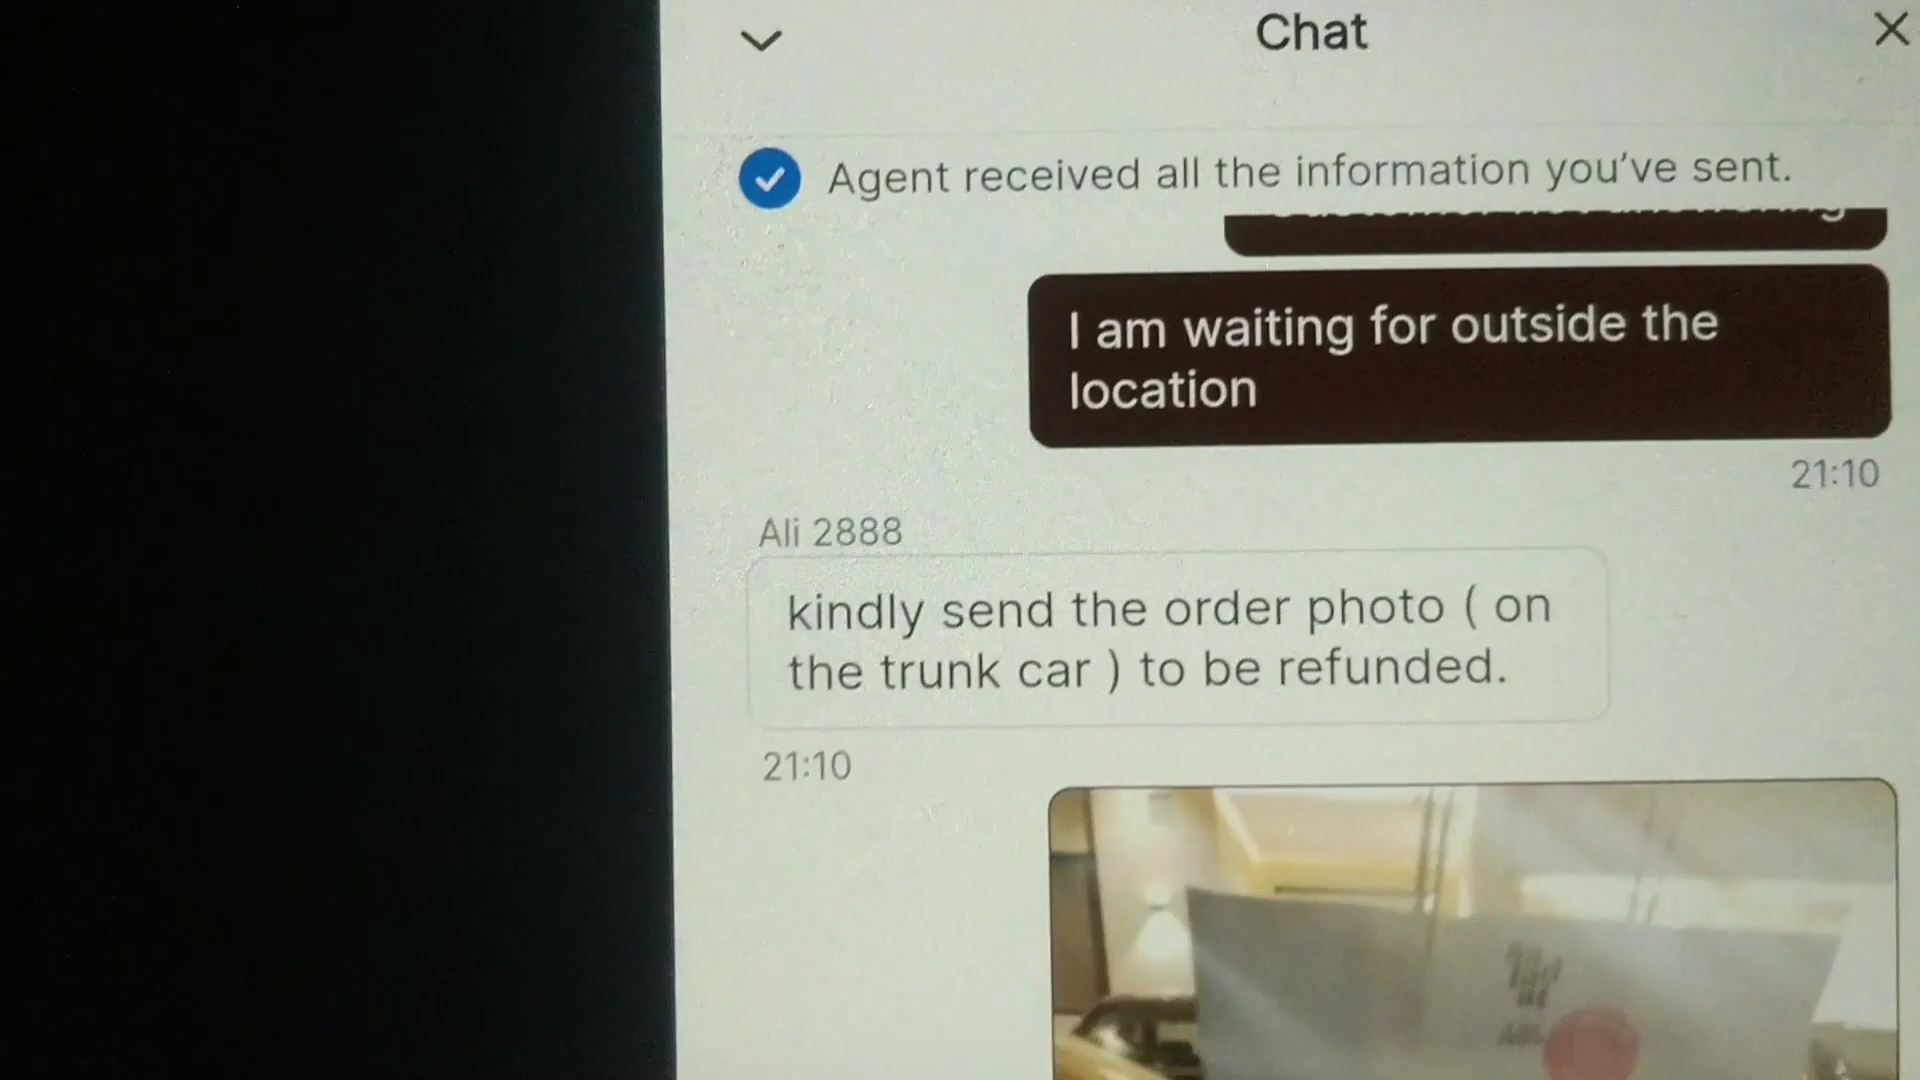 Chat
Agent received all the information you've sent.
I am waiting for outside the
location
21:10
Ali 2888
kindly send the order photo ( on
the trunk car ) to be refunded.
21:10